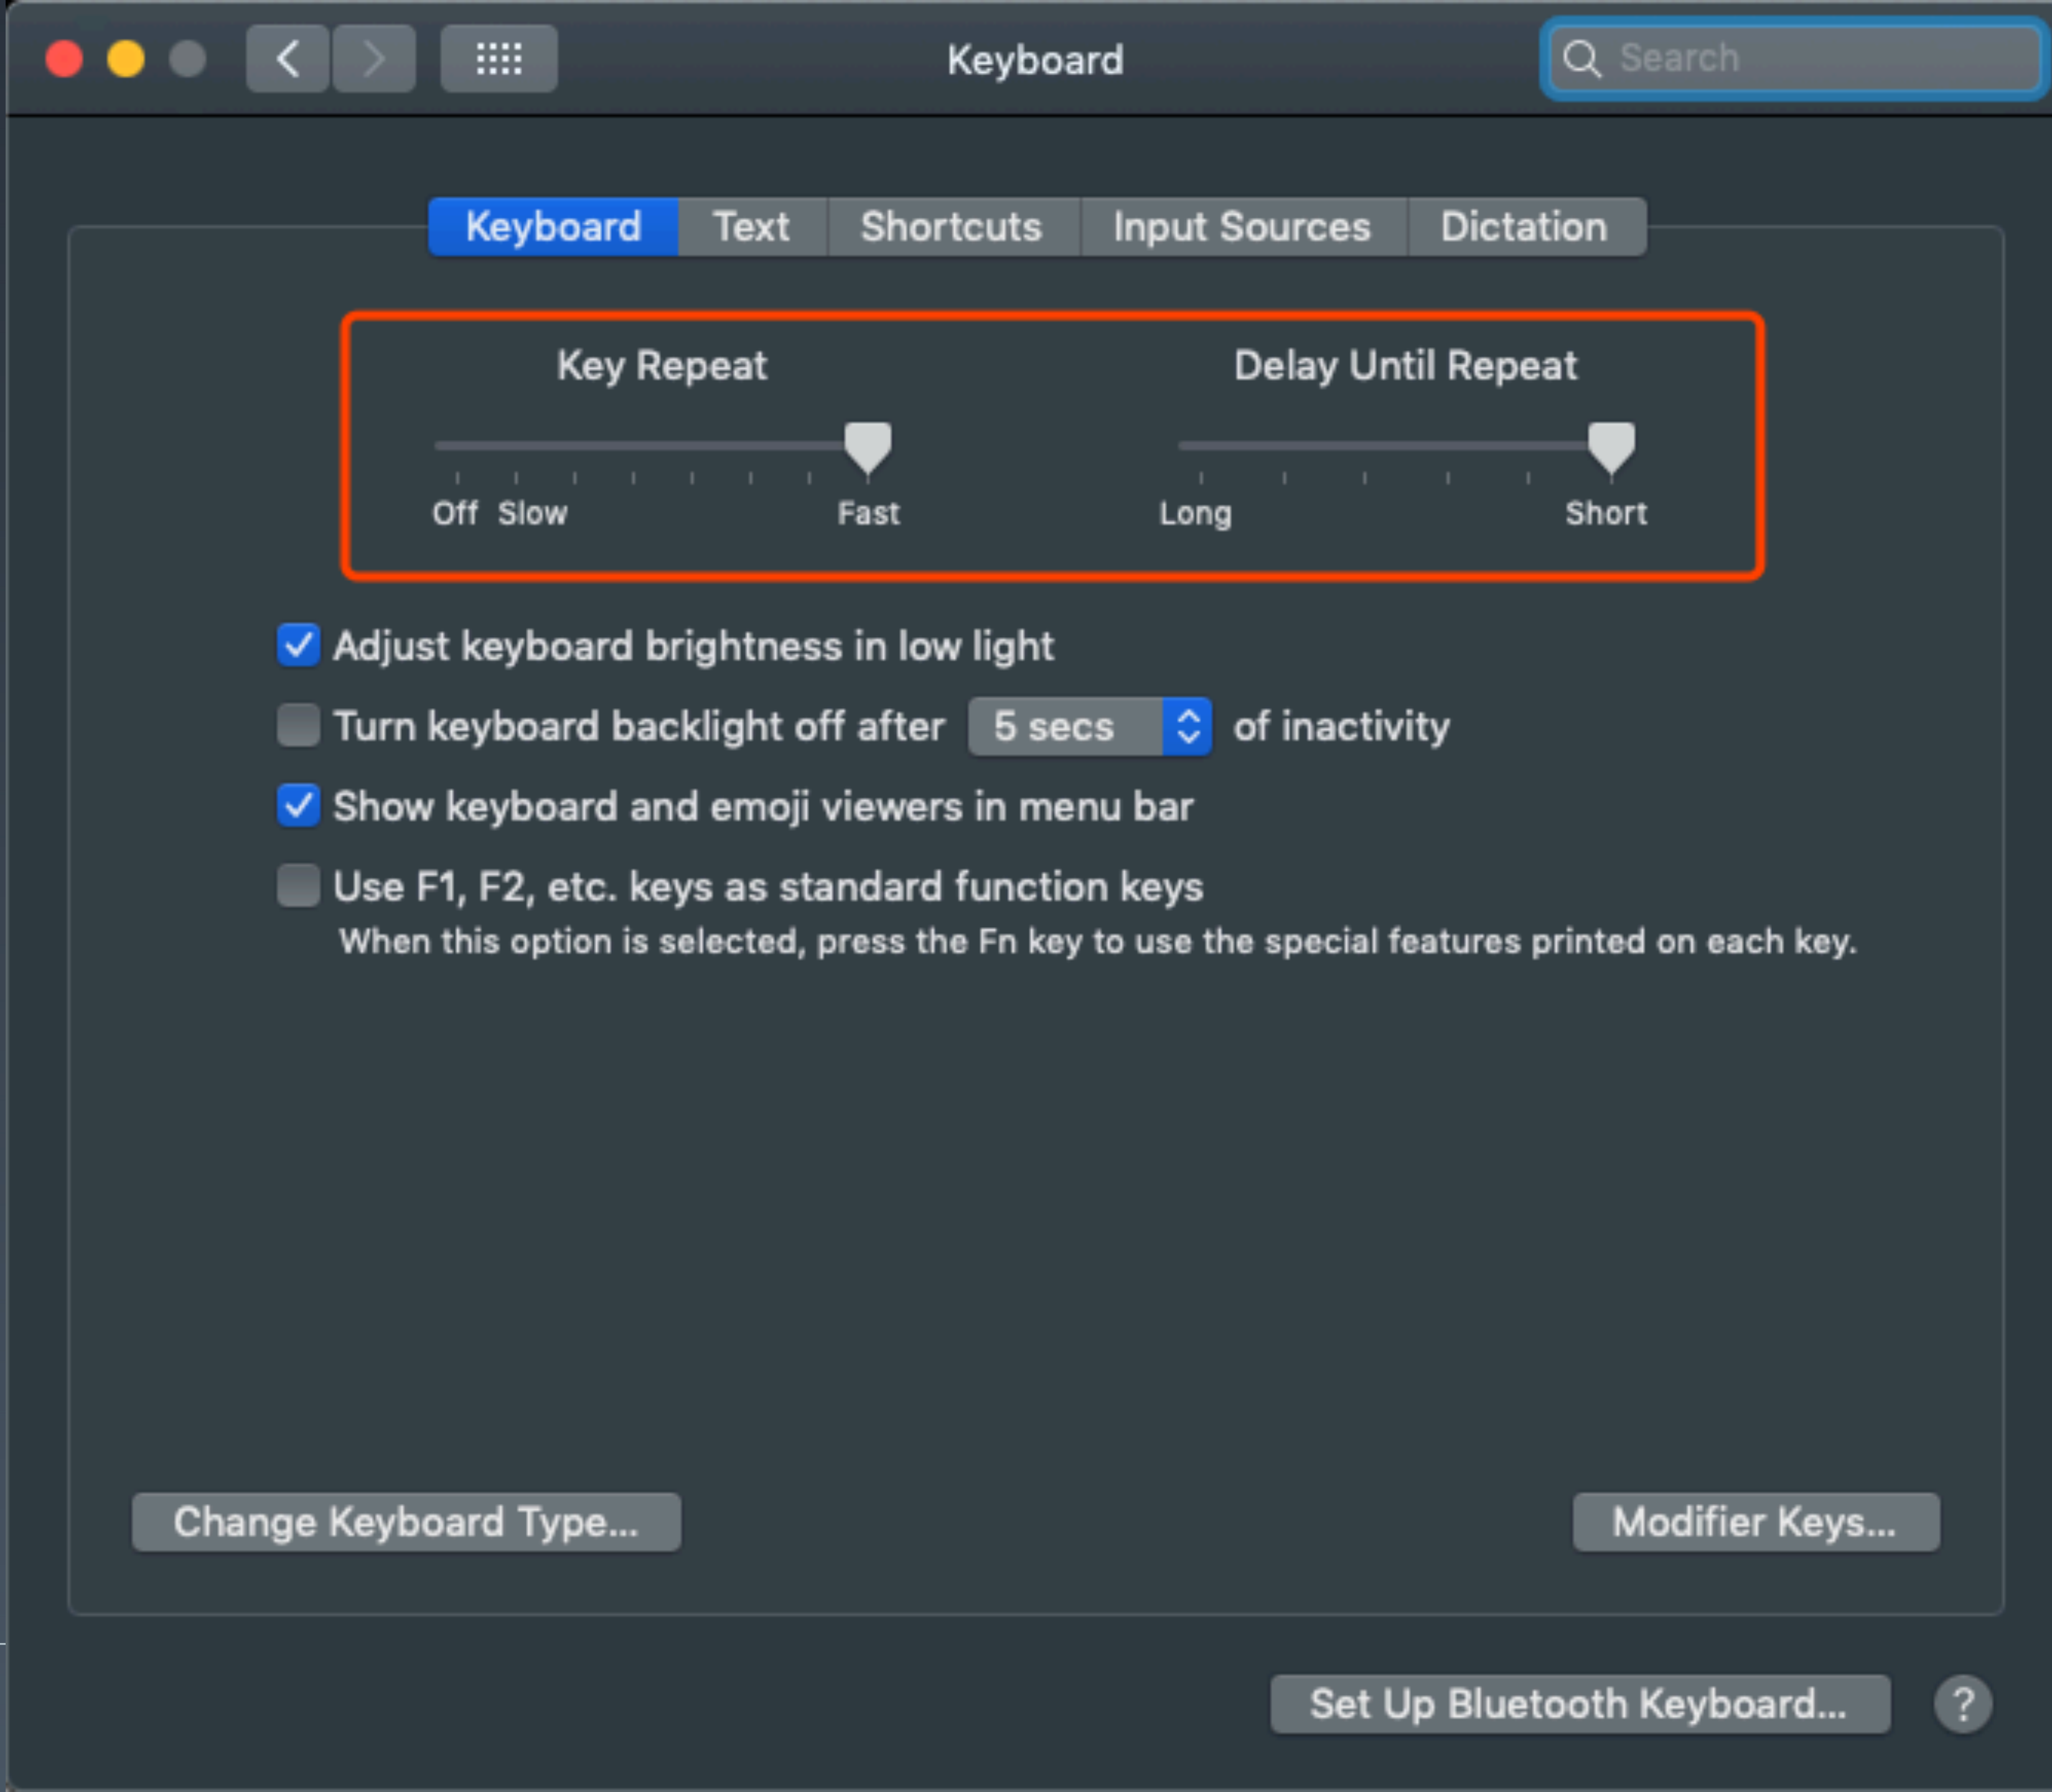 Keyboard
Search
Keyboard Text Shortcuts Input Sources Dictation
Key Repeat Delay Until Repeat
Off Slow Fast Long Short
Adjust keyboard brightness in low light
Turn keyboard backlight off after 5 secs of inactivity
Show keyboard and emoji viewers in menu bar
Use F1, F2, etc. keys as standard function keys
When this option is selected, press the Fn key to use the special features printed on each key.
Change Keyboard Type... Modifier Keys...
Set Up Bluetooth Keyboard... ?